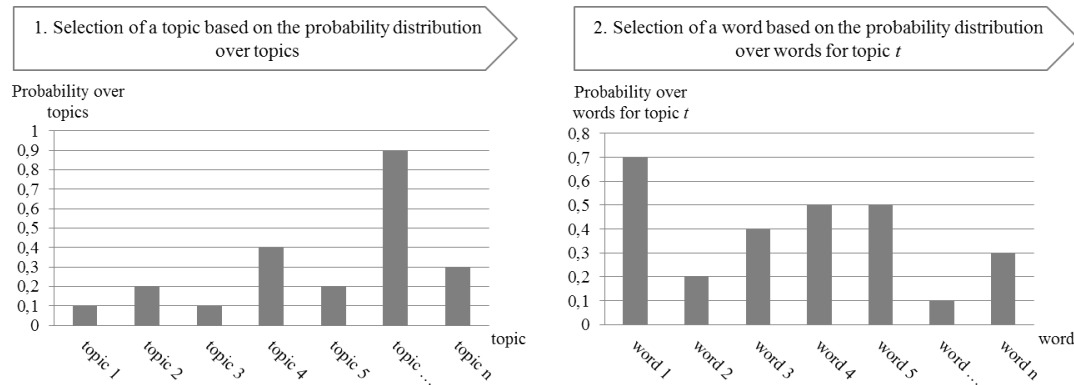 1. Selection of a topic based on the probability distribution
over topics
Probability over
topics
1
0,9
0,8
0,7
0,6
0,5
0,4
0,3
0,2
0,1
0
topic 1
topic 2
topic 3
topic 4
topic 5
topic …
topic n
topic
2. Selection of a word based on the probability distribution
over words for topic t
Probability over
words for topic t
0,8
0,7
0,6
0,5
0,4
0,3
0,2
0,1
0
word 1
word 2
word 3
word 4
word 5
word …
word n
word